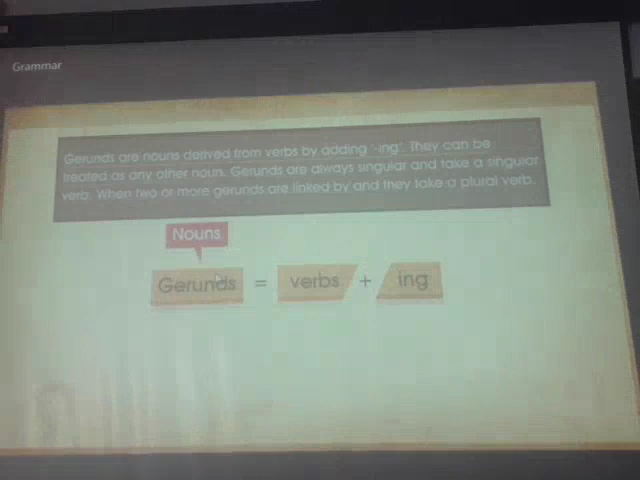 Grammar
Gerunds are nouns derived from verbs by adding '-ing'. They can be
treated as any other noun. Gerunds are always singular and take a singular
verb. When two or more gerunds are linked by and they take a plural verb.
Nouns
Gerunds = verbs + ing